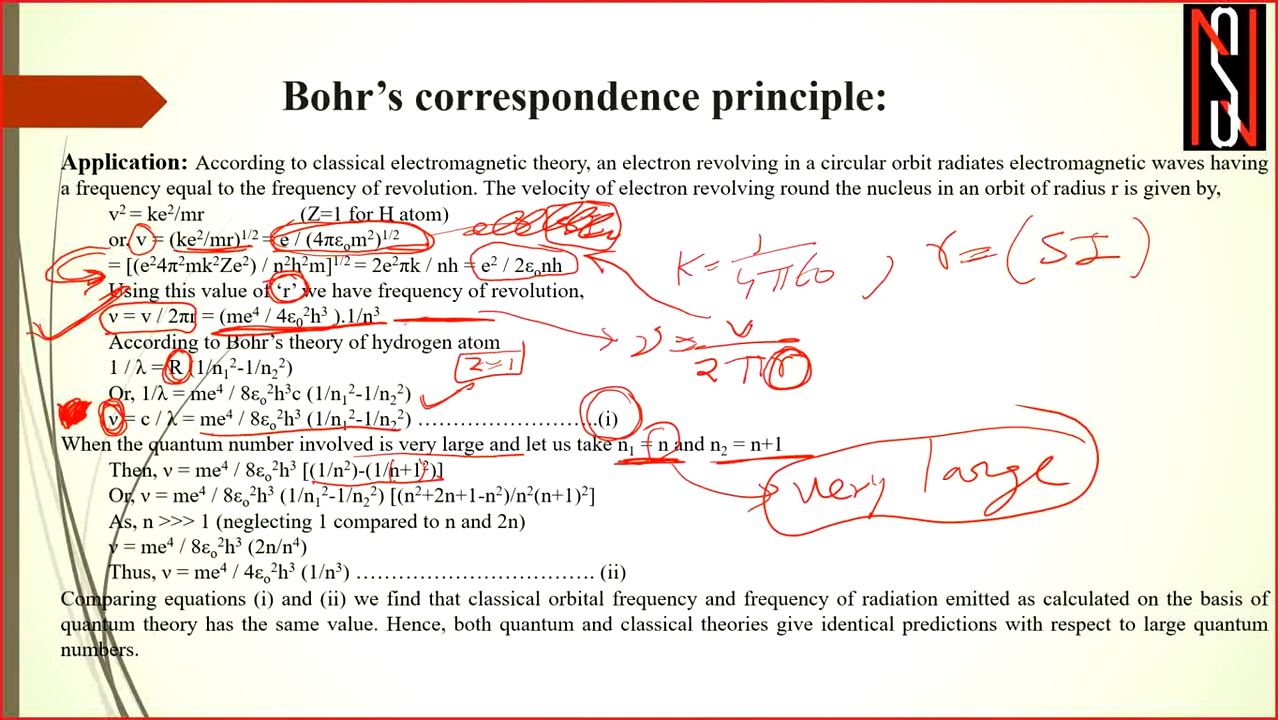 Bohr’s correspondence principle:
Application: According to classical electromagnetic theory, an electron revolving in a circular orbit radiates electromagnetic waves having
a frequency equal to the frequency of revolution. The velocity of electron revolving round the nucleus in an orbit of radius r is given by,
v² = ke²/mr (Z=1 for H atom)
or, v = (ke²/mr)^1/2 = e / (4πεₒm²)^1/2
= [(e²4π²mk²Ze²) / n²h²m]^1/2 = 2e²πk / nh = e² / 2εₒnh
K = 1/4πε0 , r = (SI)
Using this value of ‘r’ we have frequency of revolution,
ν = v / 2πr = (me⁴ / 4ε₀²h³ ).1/n³
ν = v/2πr
According to Bohr’s theory of hydrogen atom
1 / λ = R (1/n₁²-1/n₂²)
Z=1
Or, 1/λ = me⁴ / 8εₒ²h³c (1/n₁²-1/n₂²)
ν = c / λ = me⁴ / 8εₒ²h³ (1/n₁²-1/n₂²) ……………………….(i)
When the quantum number involved is very large and let us take n₁ = n and n₂ = n+1
Then, ν = me⁴ / 8εₒ²h³ [(1/n²)-(1/n+1²)]
very large
Or, ν = me⁴ / 8εₒ²h³ (1/n₁²-1/n₂²) [(n²+2n+1-n²)/n²(n+1)²]
As, n >>> 1 (neglecting 1 compared to n and 2n)
ν = me⁴ / 8εₒ²h³ (2n/n⁴)
Thus, ν = me⁴ / 4εₒ²h³ (1/n³) ……………………………. (ii)
Comparing equations (i) and (ii) we find that classical orbital frequency and frequency of radiation emitted as calculated on the basis of
quantum theory has the same value. Hence, both quantum and classical theories give identical predictions with respect to large quantum
numbers.